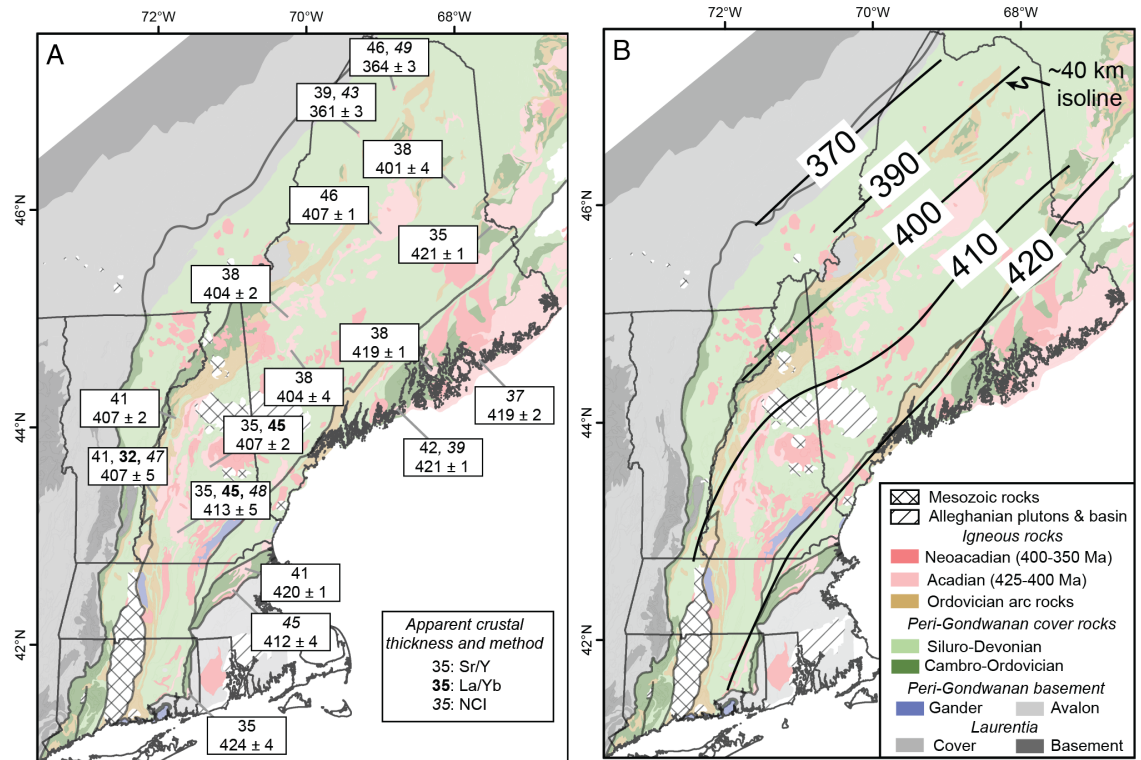 72°W
70°W
68°W
A
46, 49
364 ± 3
39, 43
361 ± 3
38
401 ± 4
46
407 ± 1
35
421 ± 1
38
404 ± 2
38
419 ± 1
38
404 ± 4
37
419 ± 2
41
407 ± 2
35, 45
407 ± 2
42, 39
421 ± 1
41, 32, 47
407 ± 5
35, 45, 48
413 ± 5
41
420 ± 1
45
412 ± 4
35
424 ± 4
46°N
44°N
42°N
Apparent crustal
thickness and method
35: Sr/Y
35: La/Yb
35: NCI
72°W
70°W
68°W
B
~40 km
isoline
370
390
400
410
420
46°N
44°N
42°N
Mesozoic rocks
Alleghanian plutons & basin
Igneous rocks
Neoacadian (400-350 Ma)
Acadian (425-400 Ma)
Ordovician arc rocks
Peri-Gondwanan cover rocks
Siluro-Devonian
Cambro-Ordovician
Peri-Gondwanan basement
Gander
Avalon
Laurentia
Cover
Basement